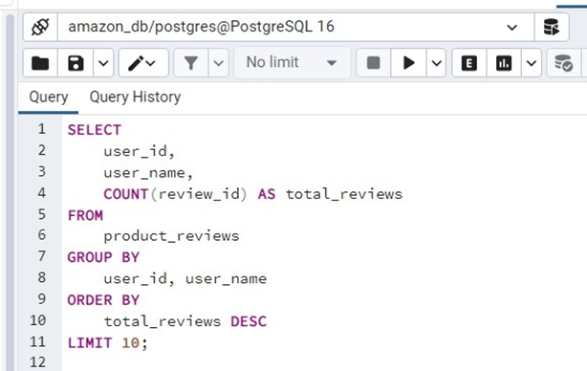 amazon_db/postgres@PostgreSQL 16
No limit
E
Query Query History
1 SELECT
2 user_id,
3 user_name,
4 COUNT(review_id) AS total_reviews
5 FROM
6 product_reviews
7 GROUP BY
8 user_id, user_name
9 ORDER BY
10 total_reviews DESC
11 LIMIT 10;
12